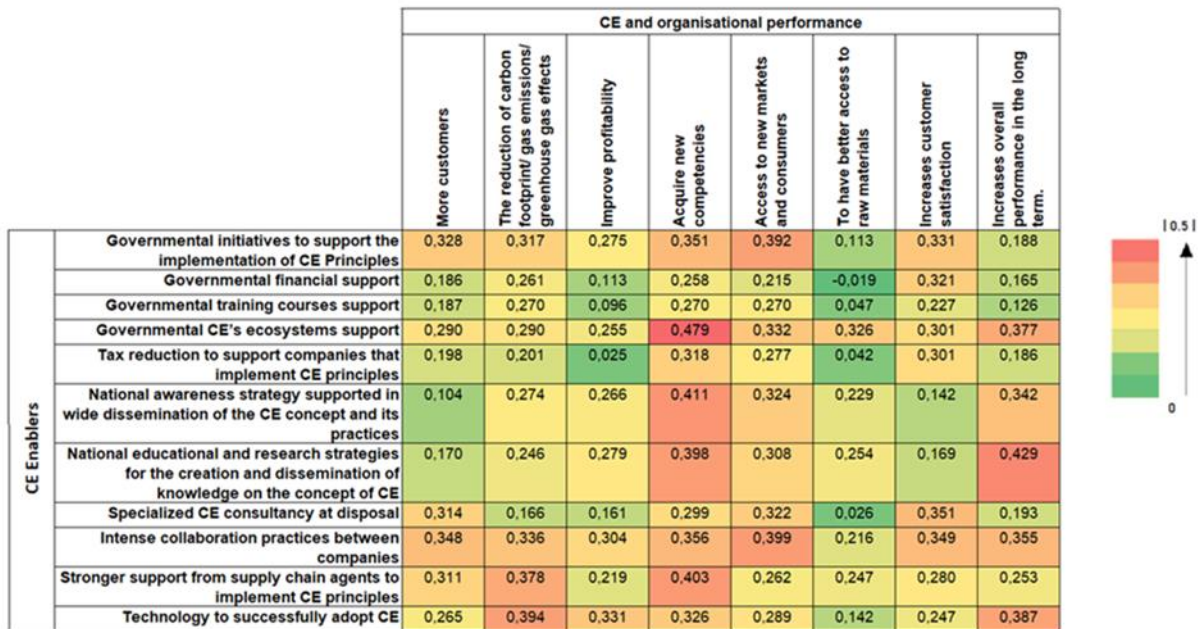 CE and organisational performance
More customers
The reduction of carbon
footprint/ gas emissions/
greenhouse gas effects
Improve profitability
Acquire new
competencies
Access to new markets
and consumers
To have better access to
raw materials
Increases customer
satisfaction
Increases overall
performance in the long
term.
|0.5|
0
CE Enablers
Governmental initiatives to support the
implementation of CE Principles
0,328 0,317 0,275 0,351 0,392 0,113 0,331 0,188
Governmental financial support 0,186 0,261 0,113 0,258 0,215 -0,019 0,321 0,165
Governmental training courses support 0,187 0,270 0,096 0,270 0,270 0,047 0,227 0,126
Governmental CE's ecosystems support 0,290 0,290 0,255 0,479 0,332 0,326 0,301 0,377
Tax reduction to support companies that
implement CE principles
0,198 0,201 0,025 0,318 0,277 0,042 0,301 0,186
National awareness strategy supported in
wide dissemination of the CE concept and its
practices
0,104 0,274 0,266 0,411 0,324 0,229 0,142 0,342
National educational and research strategies
for the creation and dissemination of
knowledge on the concept of CE
0,170 0,246 0,279 0,398 0,308 0,254 0,169 0,429
Specialized CE consultancy at disposal 0,314 0,166 0,161 0,299 0,322 0,026 0,351 0,193
Intense collaboration practices between
companies
0,348 0,336 0,304 0,356 0,399 0,216 0,349 0,355
Stronger support from supply chain agents to
implement CE principles
0,311 0,378 0,219 0,403 0,262 0,247 0,280 0,253
Technology to successfully adopt CE 0,265 0,394 0,331 0,326 0,289 0,142 0,247 0,387